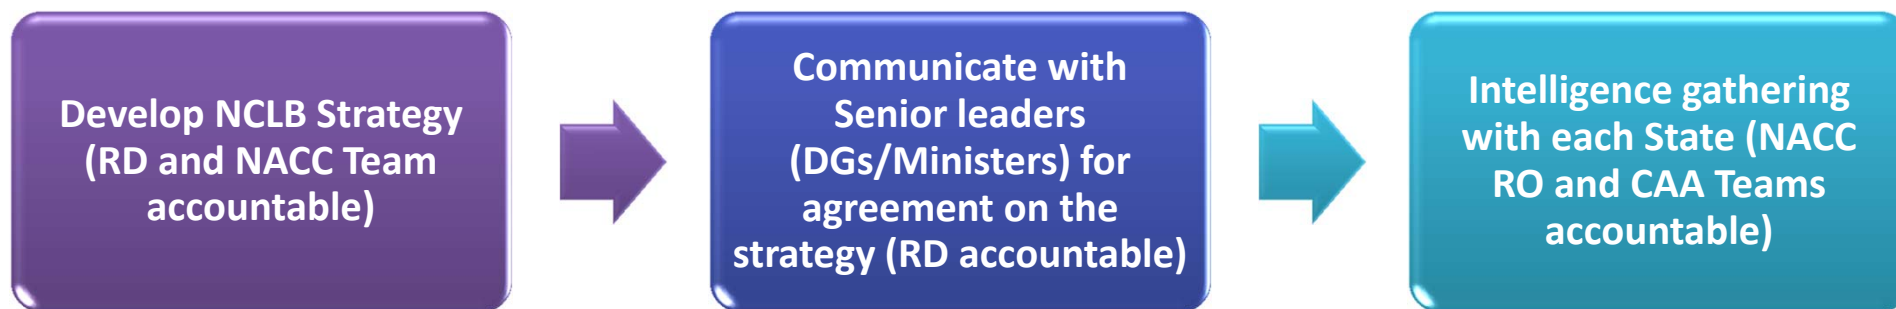 Develop NCLB Strategy
(RD and NACC Team
accountable)
Communicate with
Senior leaders
(DGs/Ministers) for
agreement on the
strategy (RD accountable)
Intelligence gathering
with each State (NACC
RO and CAA Teams
accountable)